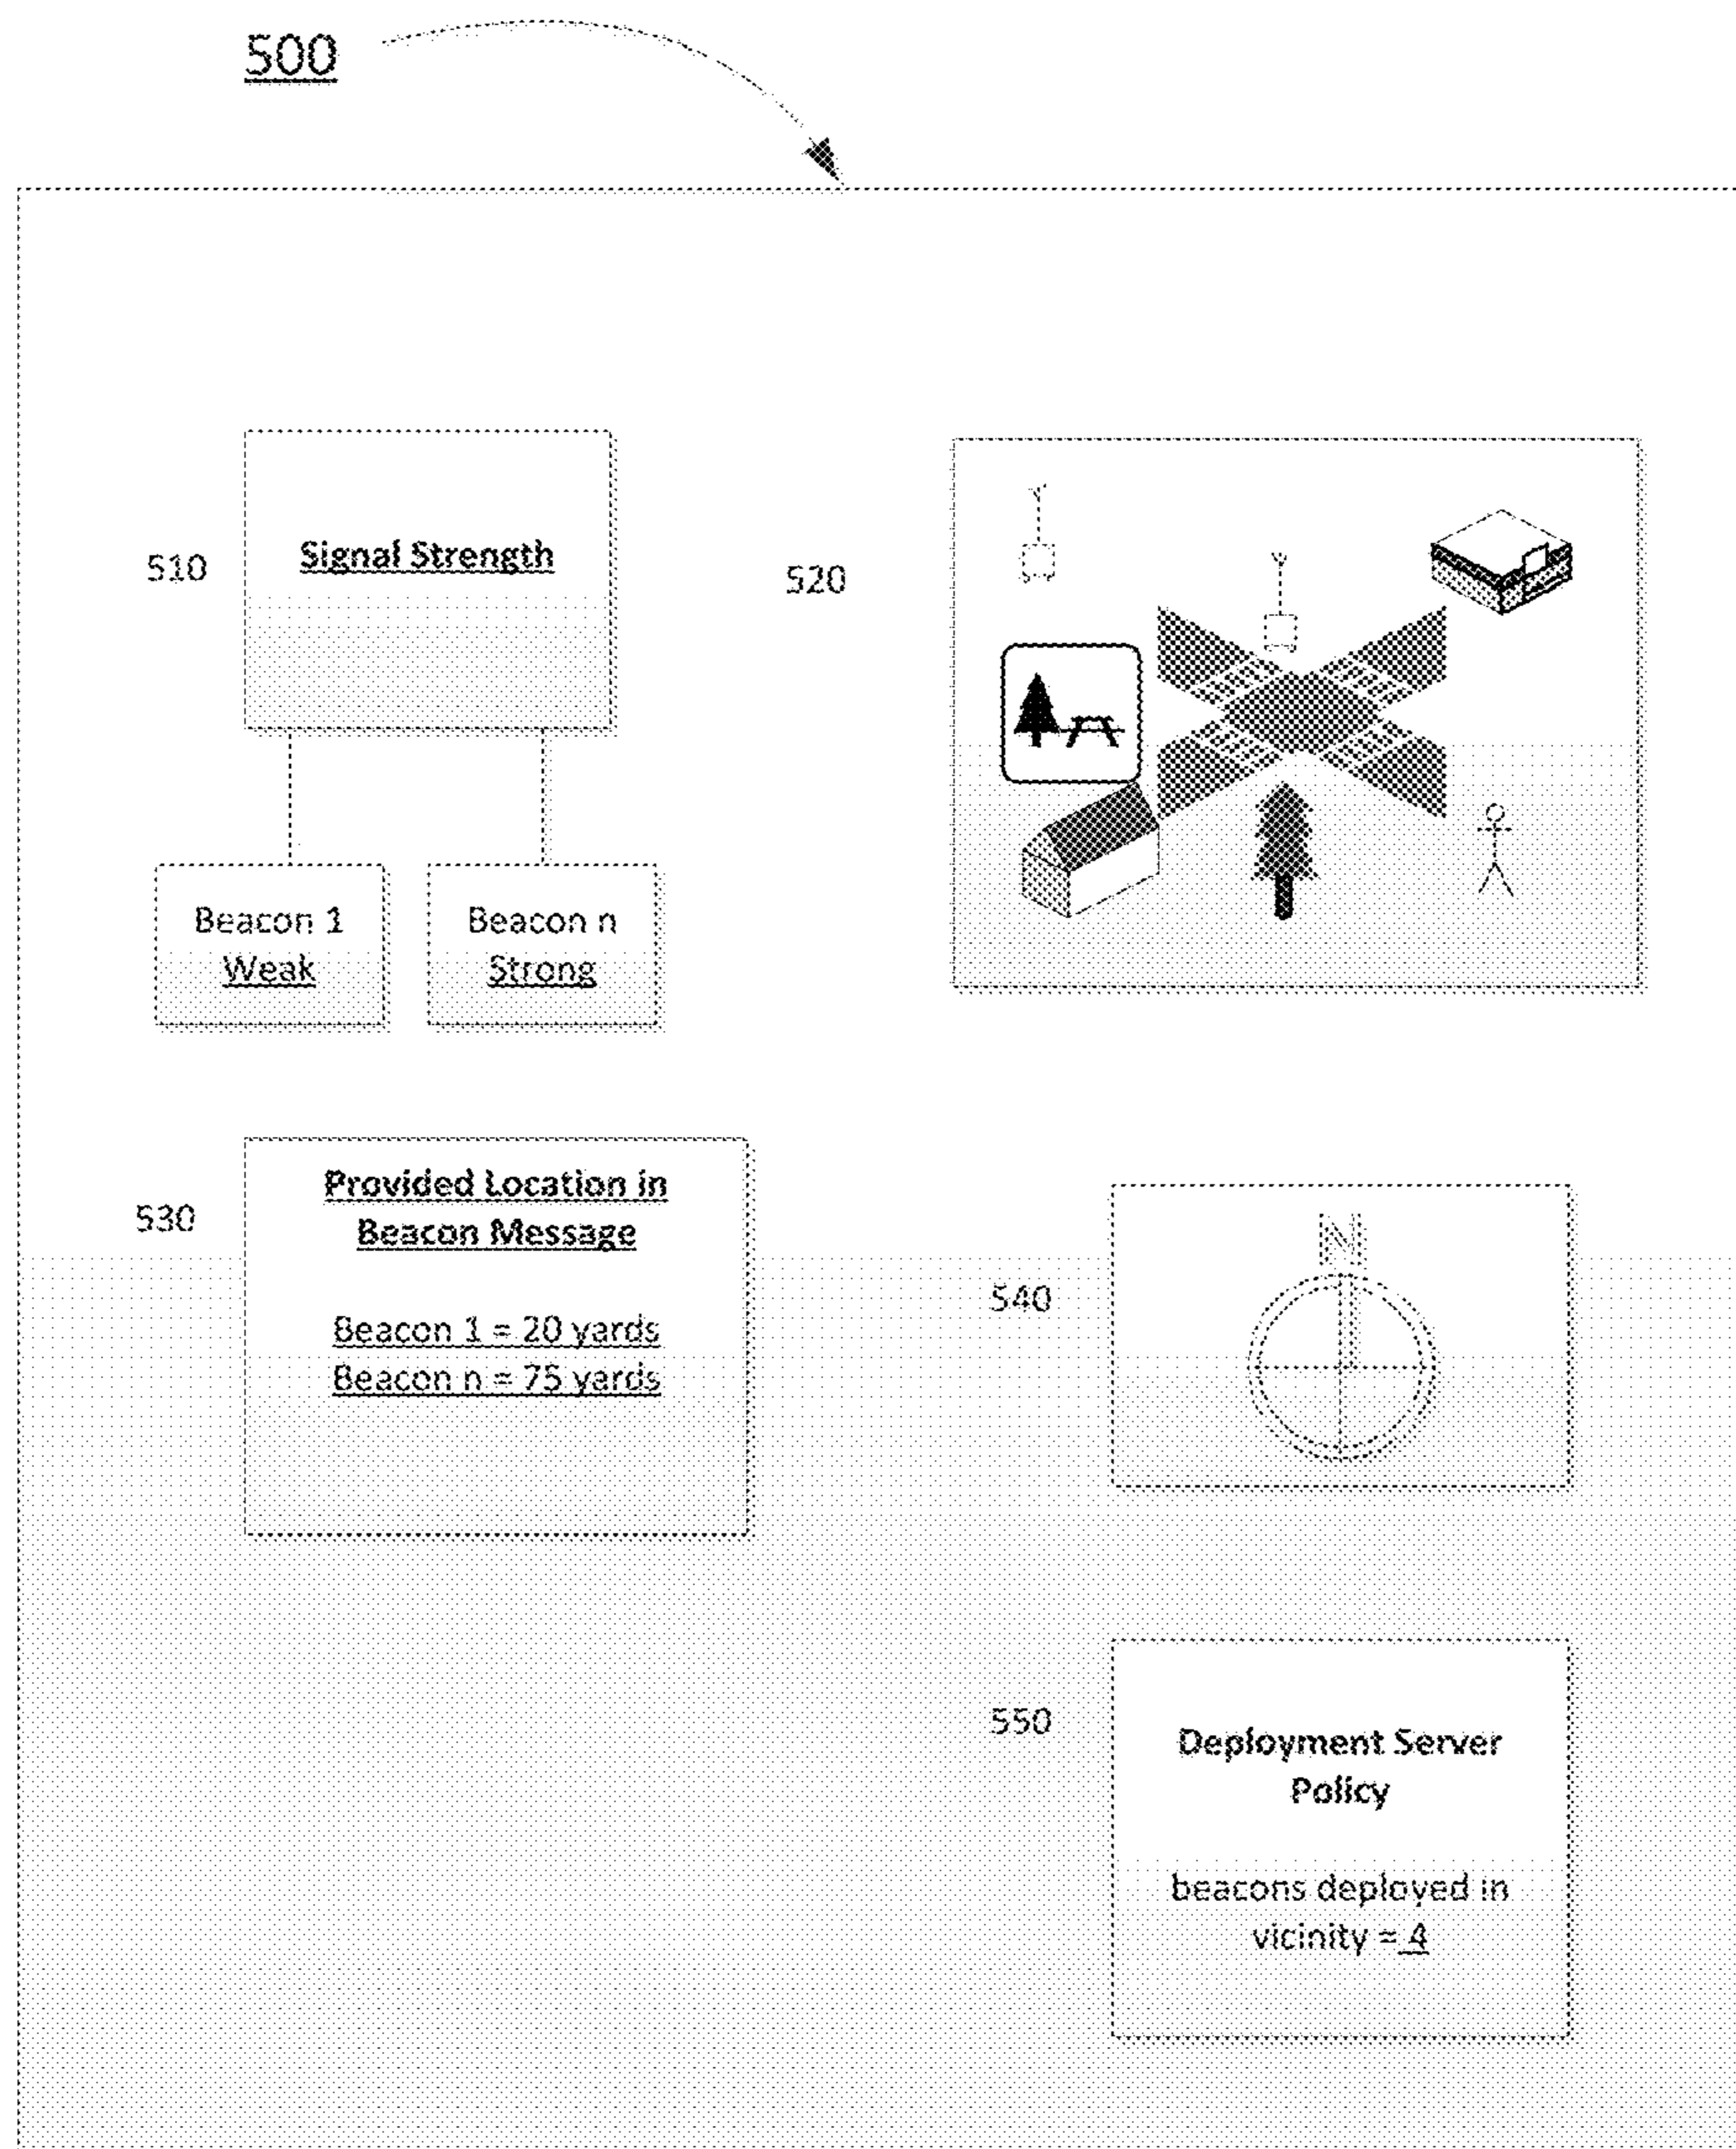 500
510
Signal Strength
Beacon 1
Weak
Beacon n
Strong
520
530
Provided Location in
Beacon Message
Beacon 1 = 20 yards
Beacon n = 75 yards
540
N
550
Deployment Server
Policy
beacons deployed in
vicinity = 4